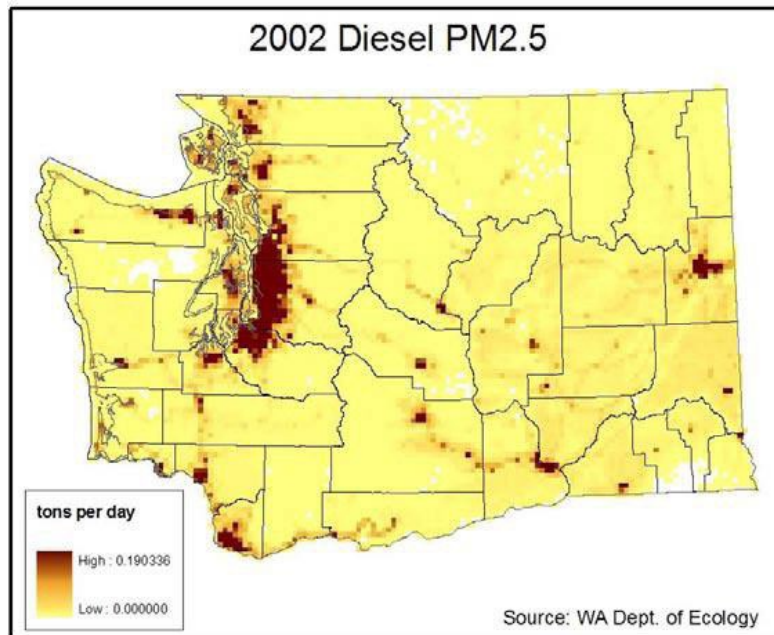 2002 Diesel PM2.5
tons per day
High : 0.190336
Low : 0.000000
Source: WA Dept. of Ecology